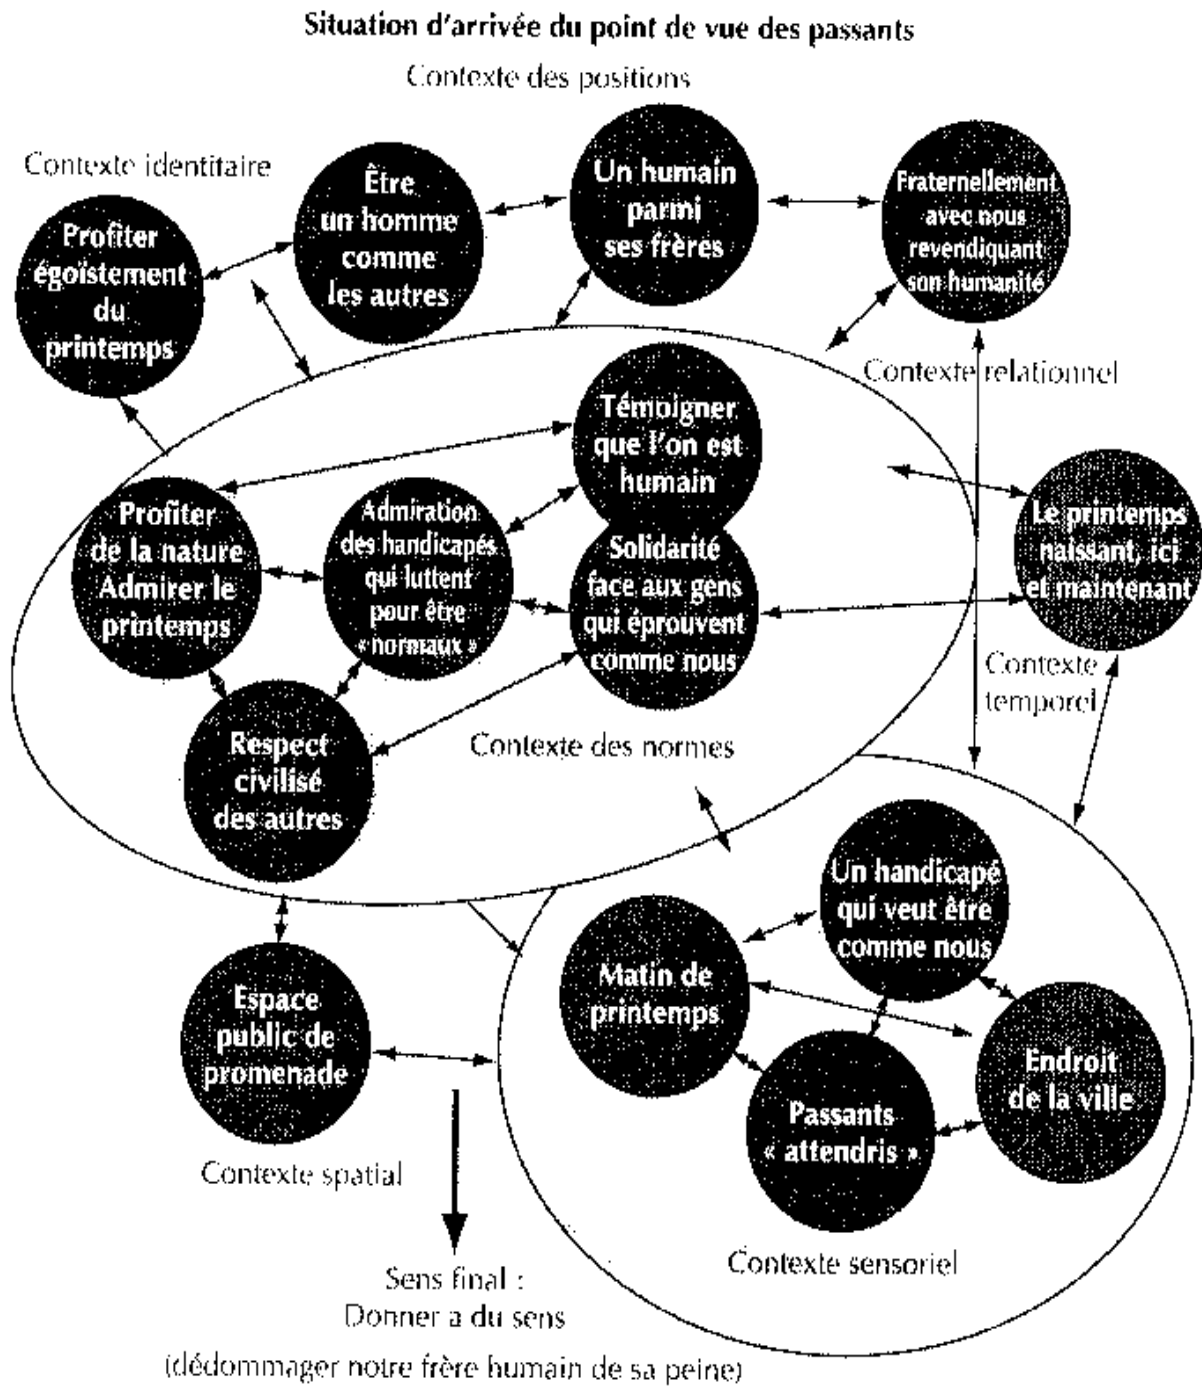 Situation d'arrivée du point de vue des passants
Contexte des positions
Contexte identitaire
Profiter
égoïstement
du
printemps
Être
un homme
comme
les autres
Un humain
parmi
ses frères
Fraternellement
avec nous
revendiquant
son humanité
Contexte relationnel
Témoigner
que l'on est
humain
Profiter
de la nature
Admirer le
printemps
Admiration
des handicapés
qui luttent
pour être
« normaux »
Solidarité
face aux gens
qui éprouvent
comme nous
Le printemps
naissant, ici
et maintenant
Contexte
temporel
Respect
civilisé
des autres
Contexte des normes
Un handicapé
qui veut être
comme nous
Matin de
printemps
Espace
public de
promenade
Endroit
de la ville
Passants
« attendris »
Contexte spatial
Contexte sensoriel
Sens final :
Donner a du sens
(dédommager notre frère humain de sa peine)